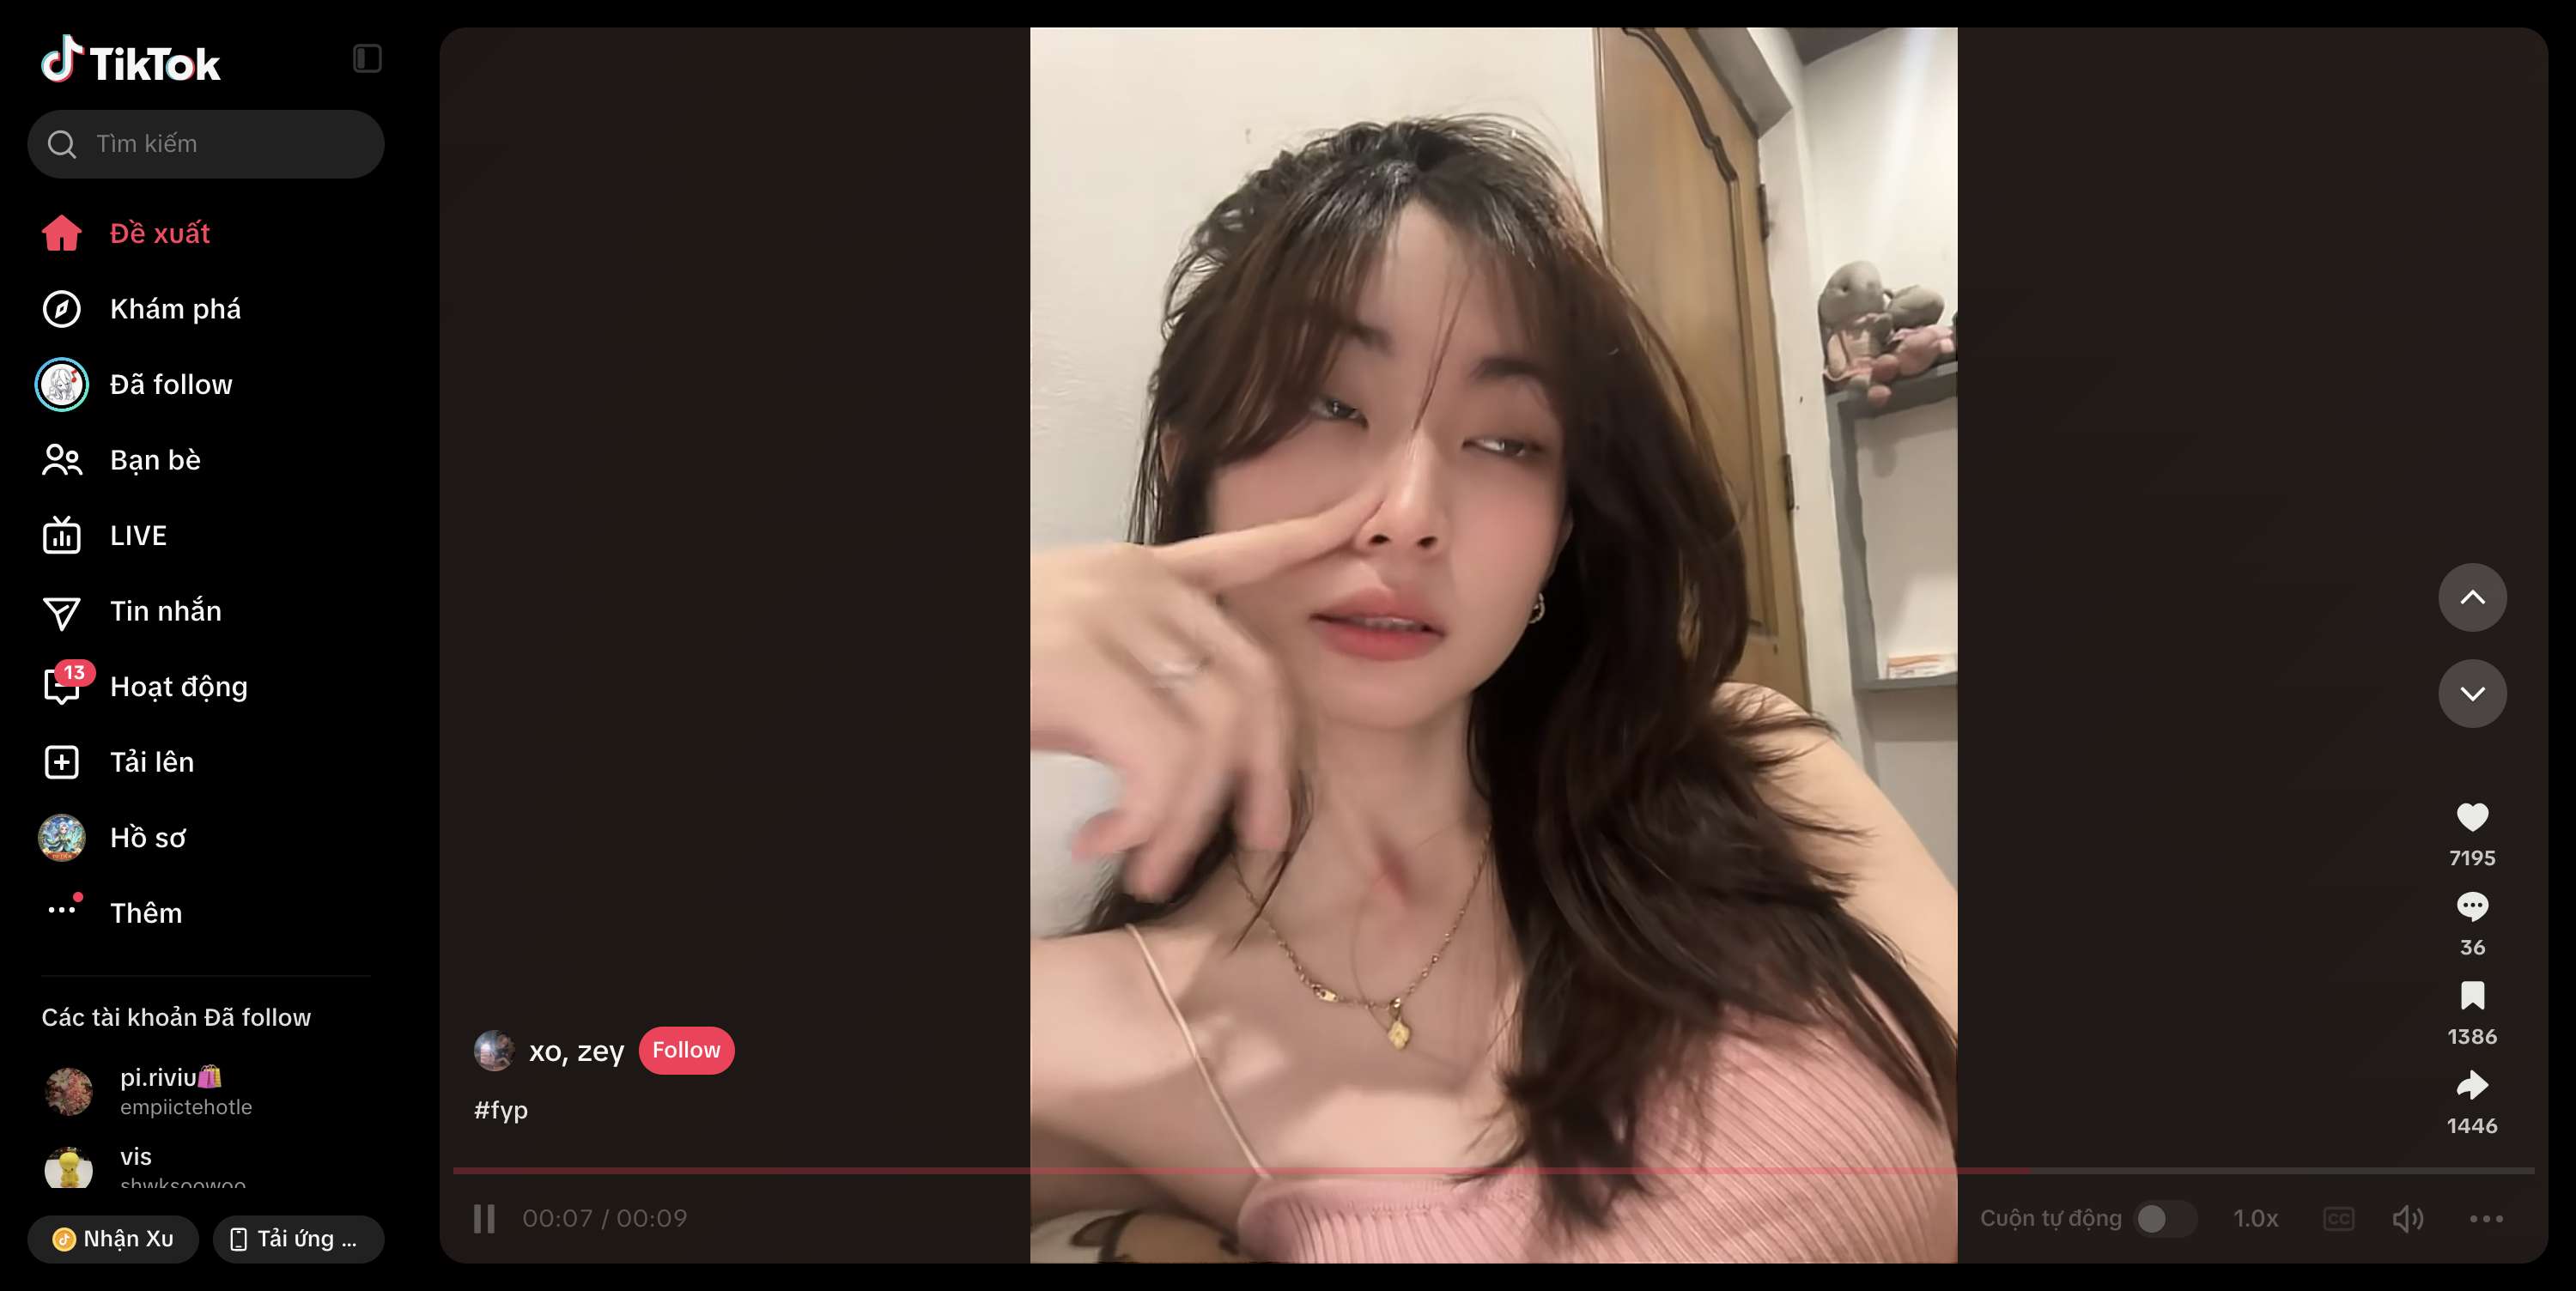 TikTok
Tìm kiếm
Đề xuất
Khám phá
Đã follow
Bạn bè
LIVE
Tin nhắn
13
Hoạt động
Tải lên
Hồ sơ
Thêm
Các tài khoản Đã follow
pi.riviu
empiictehotle
vis
shwksoowoo
Nhận Xu
Tải ứng ...
xo, zey
Follow
#fyp
00:07 / 00:09
7195
36
1386
1446
Cuộn tự động
1.0x
CC